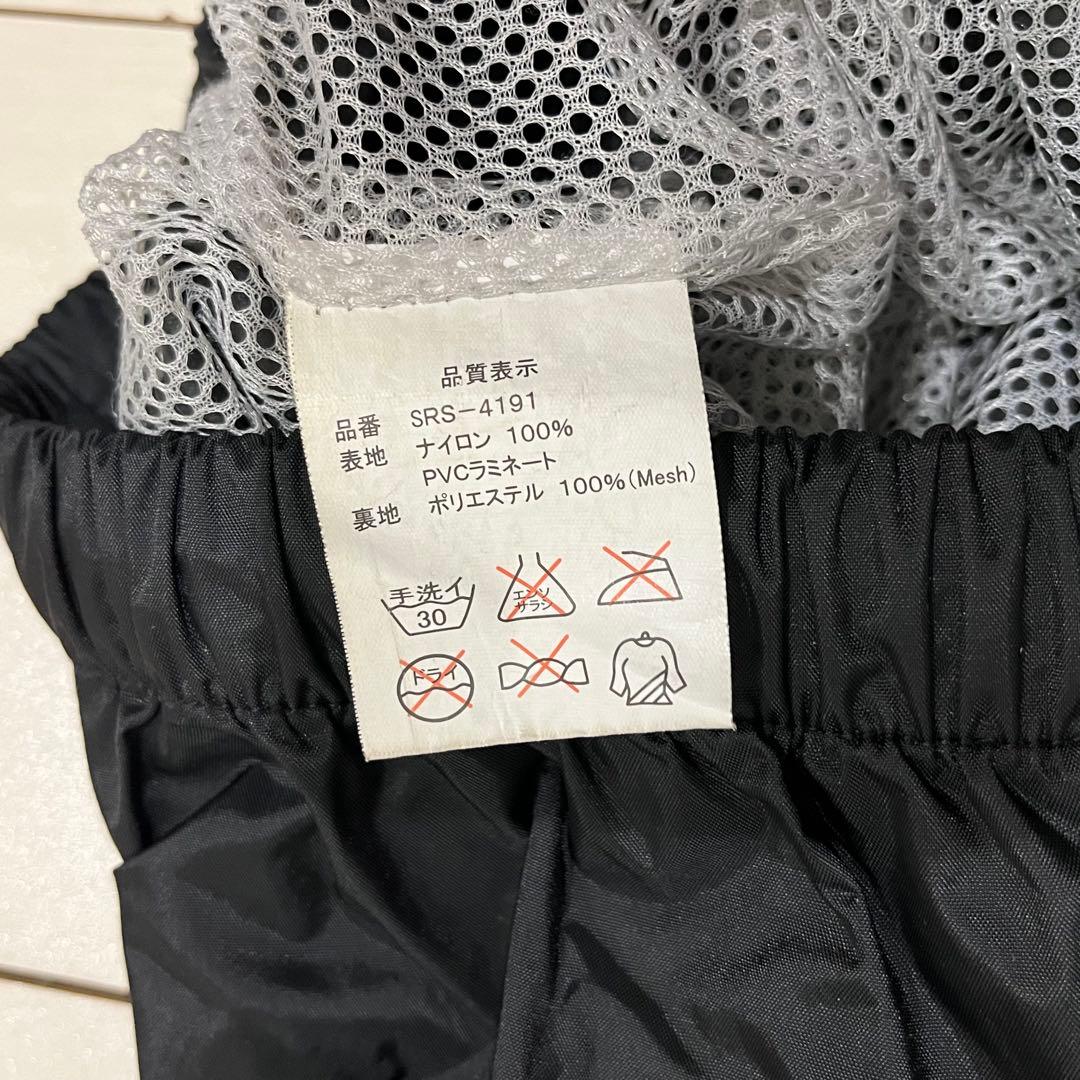 品質表示
品番 SRS-4191
表地 ナイロン 100%
PVCラミネート
裏地 ポリエステル 100%(Mesh)
手洗イ
30
エンソ
サラシ
ドライ